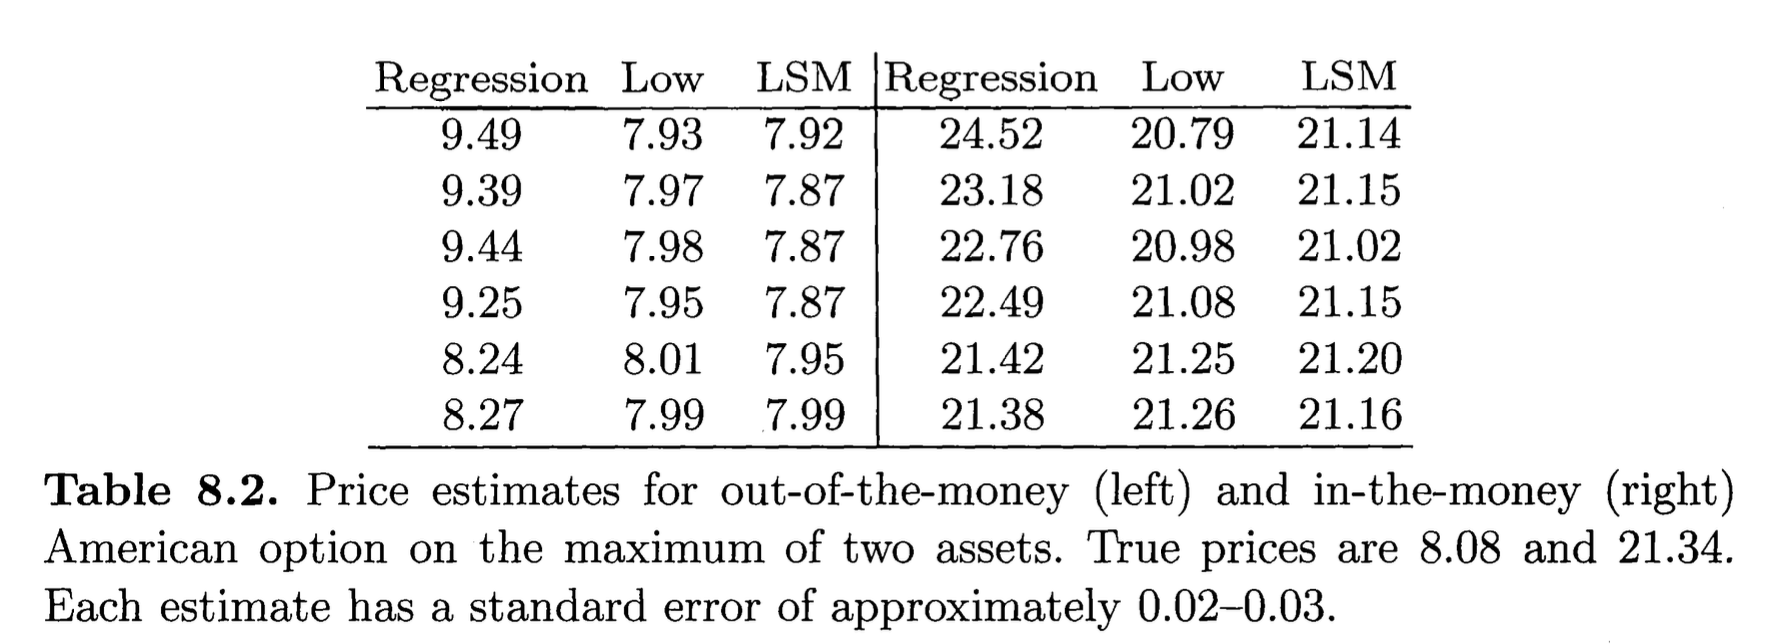 Regression Low LSM Regression Low LSM
9.49 7.93 7.92 24.52 20.79 21.14
9.39 7.97 7.87 23.18 21.02 21.15
9.44 7.98 7.87 22.76 20.98 21.02
9.25 7.95 7.87 22.49 21.08 21.15
8.24 8.01 7.95 21.42 21.25 21.20
8.27 7.99 7.99 21.38 21.26 21.16
Table 8.2. Price estimates for out-of-the-money (left) and in-the-money (right)
American option on the maximum of two assets. True prices are 8.08 and 21.34.
Each estimate has a standard error of approximately 0.02–0.03.